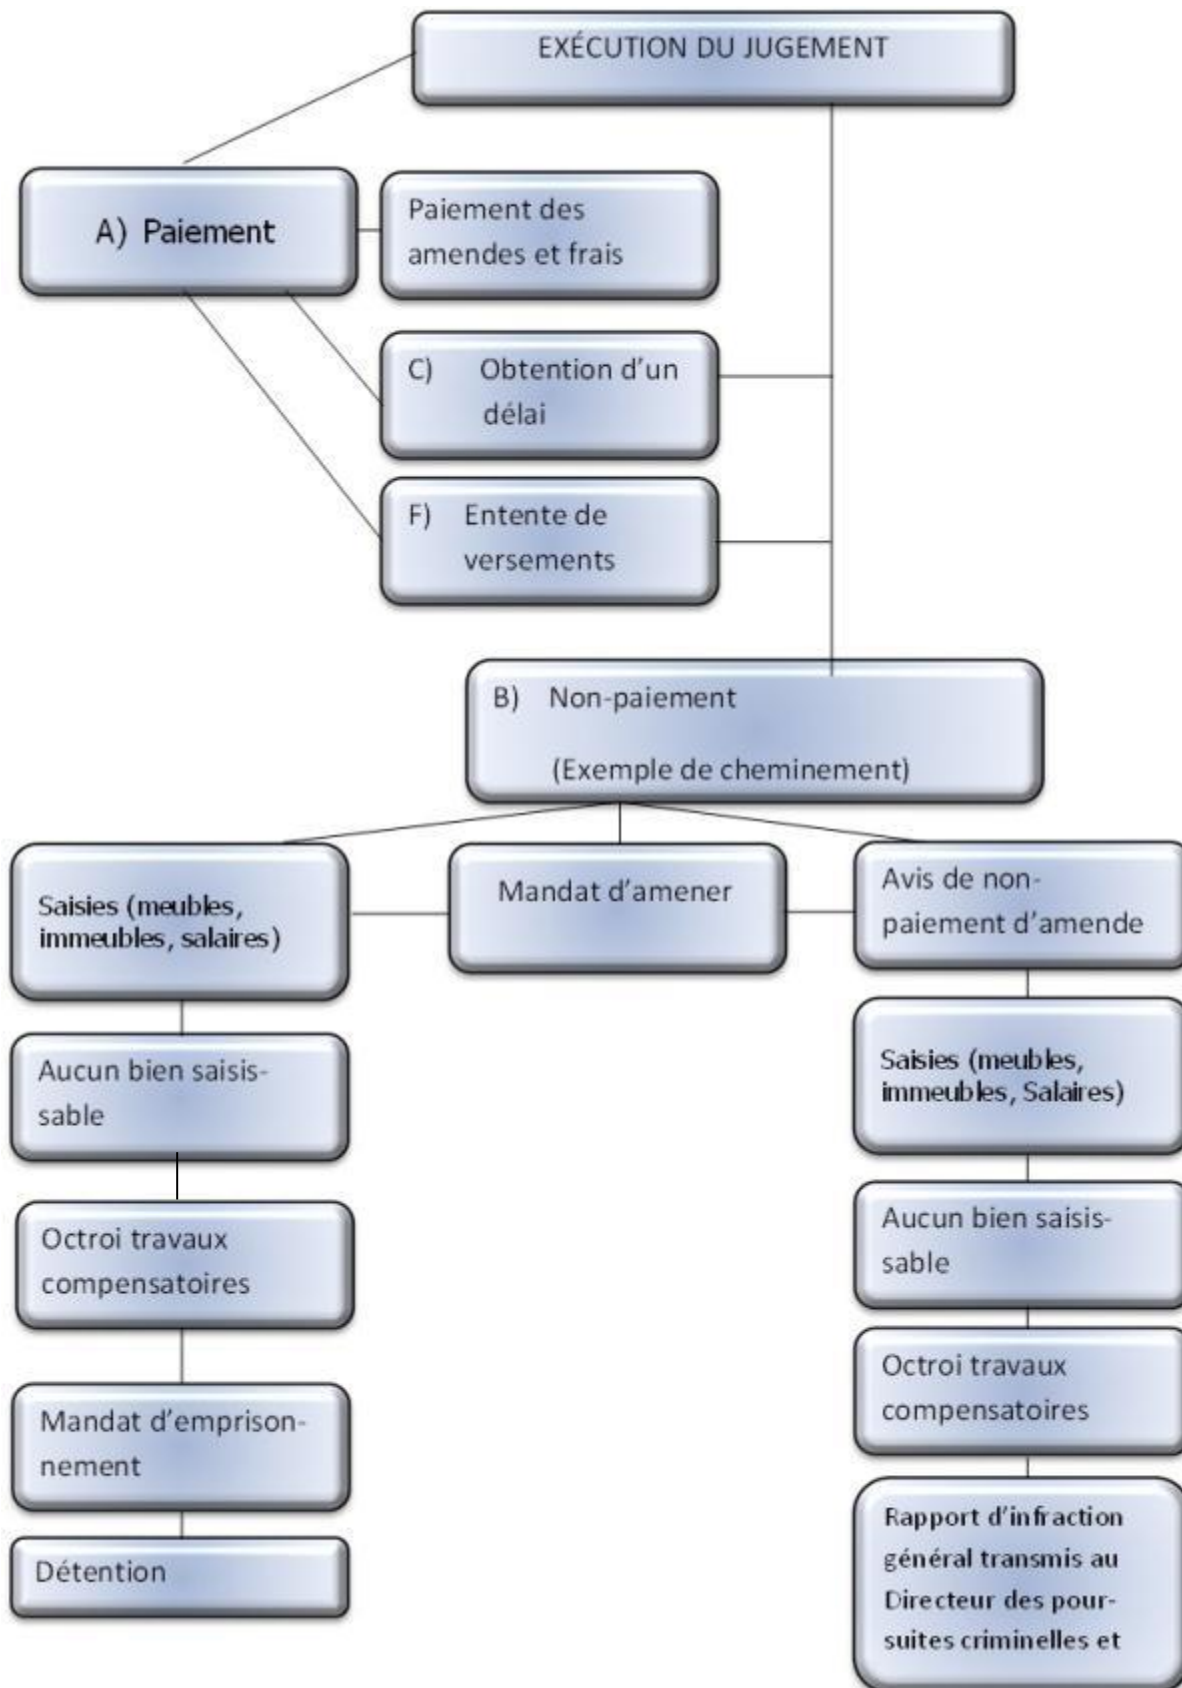 EXÉCUTION DU JUGEMENT
A) Paiement
Paiement des
amendes et frais
C) Obtention d'un
délai
F) Entente de
versements
B) Non-paiement
(Exemple de cheminement)
Saisies (meubles,
immeubles, salaires)
Mandat d'amener
Avis de non-
paiement d'amende
Aucun bien saisis-
sable
Octroi travaux
compensatoires
Mandat d'emprison-
nement
Détention
Saisies (meubles,
immeubles, Salaires)
Aucun bien saisis-
sable
Octroi travaux
compensatoires
Rapport d'infraction
général transmis au
Directeur des pour-
suites criminelles et